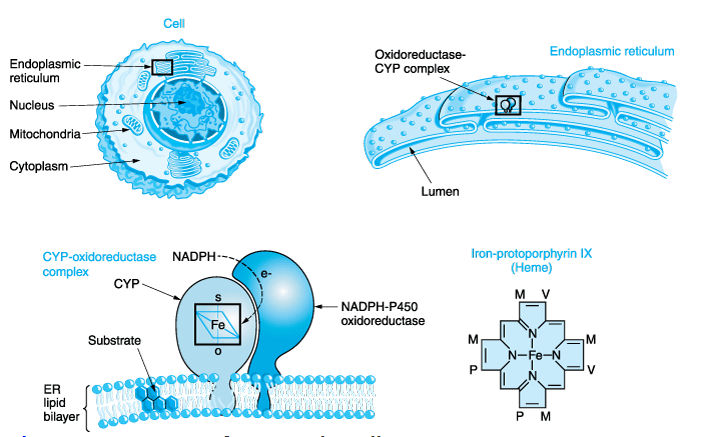 Cell
Endoplasmic
reticulum
Nucleus
Mitochondria
Cytoplasm
Oxidoreductase-
CYP complex
Endoplasmic reticulum
Lumen
CYP-oxidoreductase
complex
NADPH
e-
CYP
S
Fe
O
NADPH-P450
oxidoreductase
Substrate
ER
lipid
bilayer
Iron-protoporphyrin IX
(Heme)
M V
M N M
N Fe N
P N V
P M